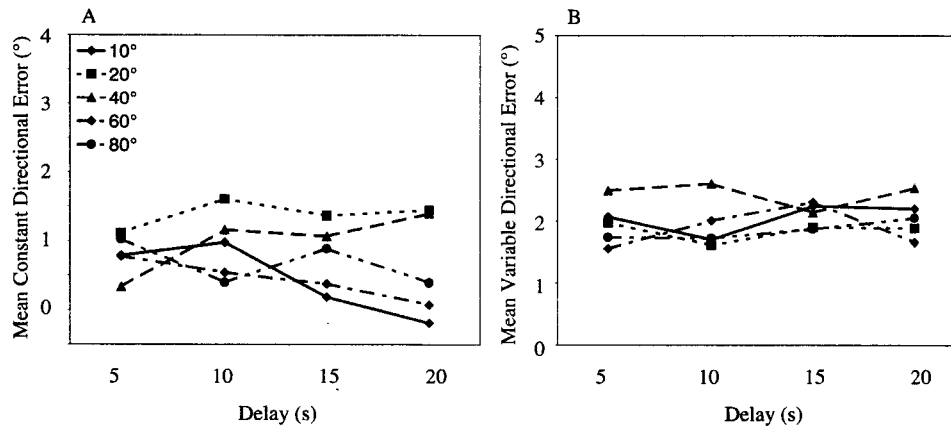 A
Mean Constant Directional Error (°)
4
3
2
1
0
10°
20°
40°
60°
80°
5 10 15 20
Delay (s)
B
Mean Variable Directional Error (°)
5
4
3
2
1
0
5 10 15 20
Delay (s)